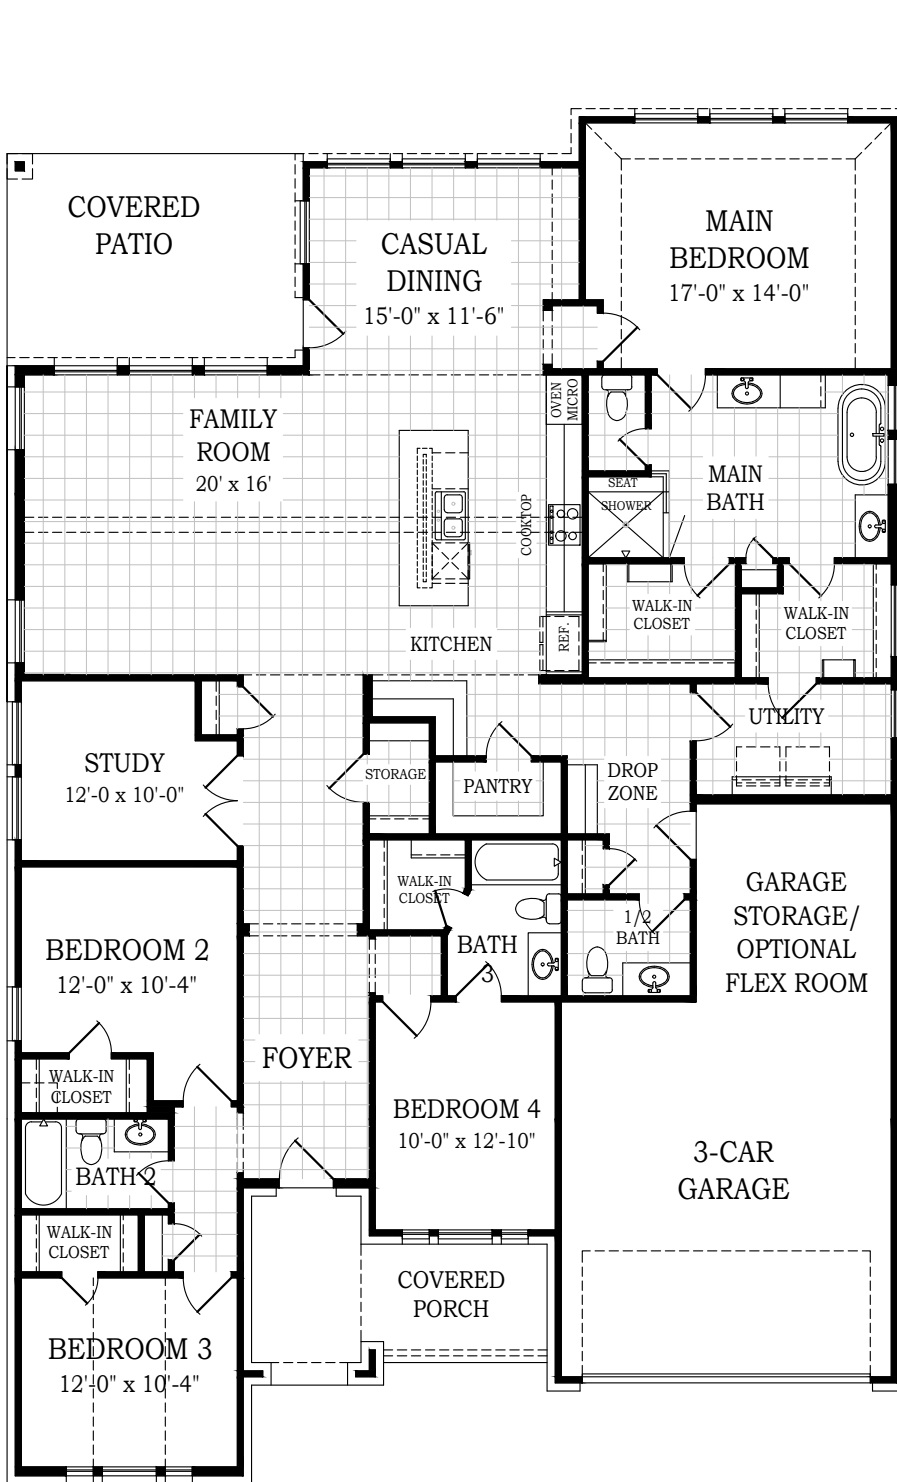 COVERED
PATIO
CASUAL
DINING
15'-0" x 11'-6"
MAIN
BEDROOM
17'-0" x 14'-0"
FAMILY
ROOM
20' x 16'
OVEN
MICRO
COOKTOP
REF.
KITCHEN
MAIN
BATH
SEAT
SHOWER
WALK-IN
CLOSET
WALK-IN
CLOSET
UTILITY
STUDY
12'-0 x 10'-0"
STORAGE
PANTRY
DROP
ZONE
WALK-IN
CLOSET
BATH
3
1/2
BATH
GARAGE
STORAGE/
OPTIONAL
FLEX ROOM
BEDROOM 2
12'-0" x 10'-4"
WALK-IN
CLOSET
FOYER
BEDROOM 4
10'-0" x 12'-10"
BATH 2
3-CAR
GARAGE
WALK-IN
CLOSET
COVERED
PORCH
BEDROOM 3
12'-0" x 10'-4"